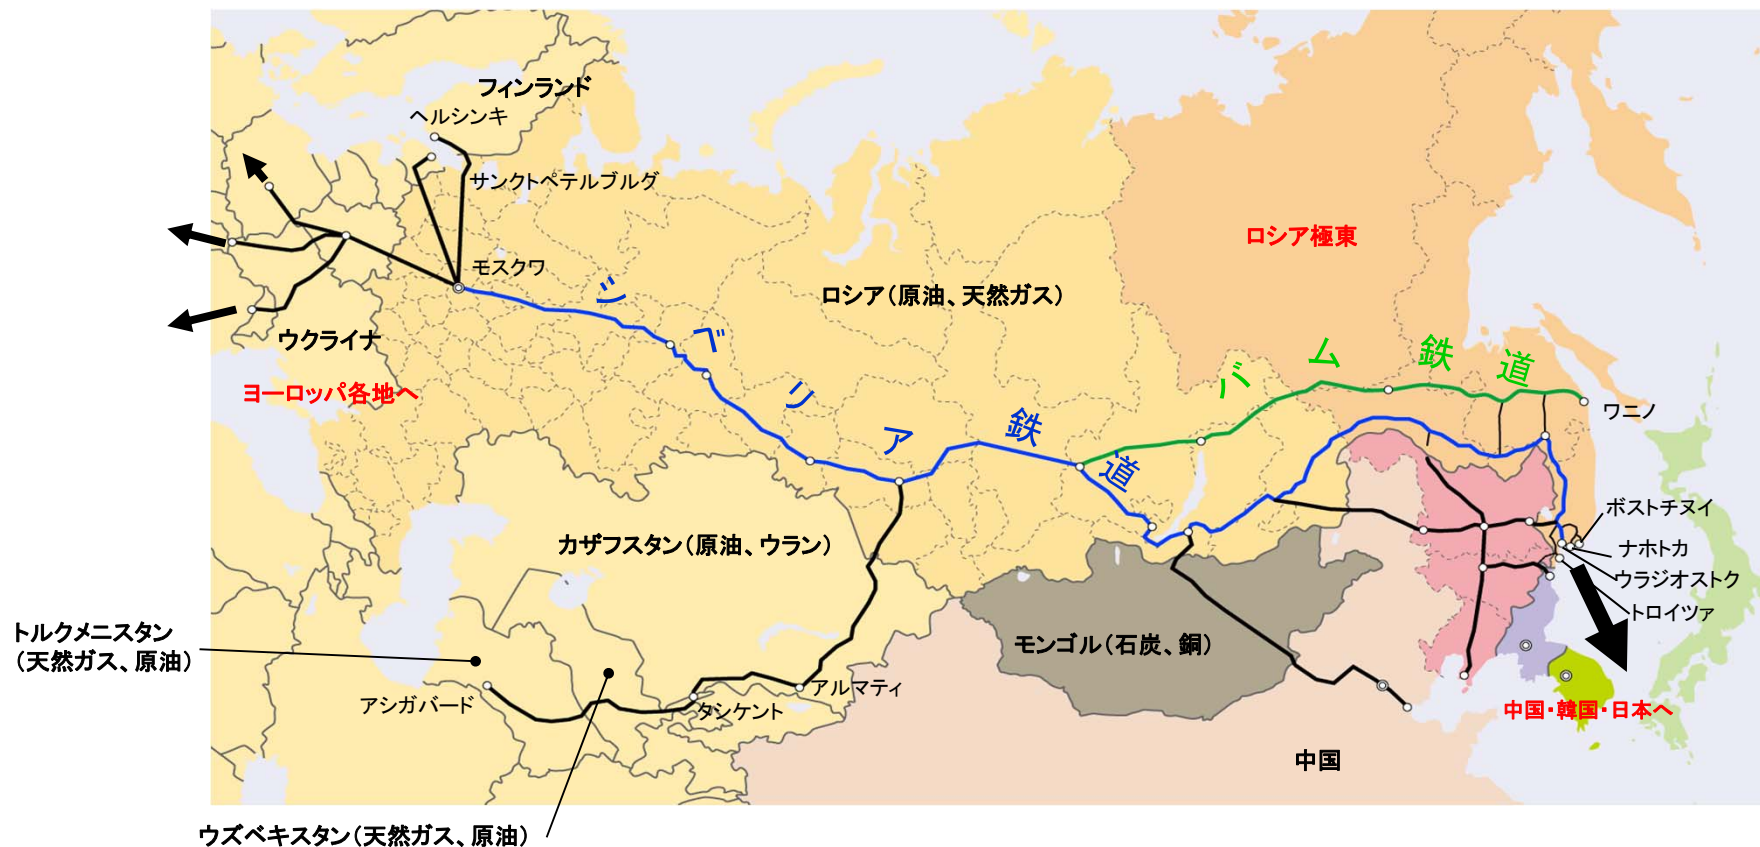 フィンランド
ヘルシンキ
サンクトペテルブルグ
ロシア極東
モスクワ
ロシア(原油、天然ガス)
シベリア鉄道
バム鉄道
ウクライナ
ヨーロッパ各地へ
ワニノ
ボストチヌイ
カザフスタン(原油、ウラン)
ナホトカ
ウラジオストク
トロイツァ
トルクメニスタン
(天然ガス、原油)
モンゴル(石炭、銅)
アルマティ
アシガバード
タシケント
中国・韓国・日本へ
中国
ウズベキスタン(天然ガス、原油)